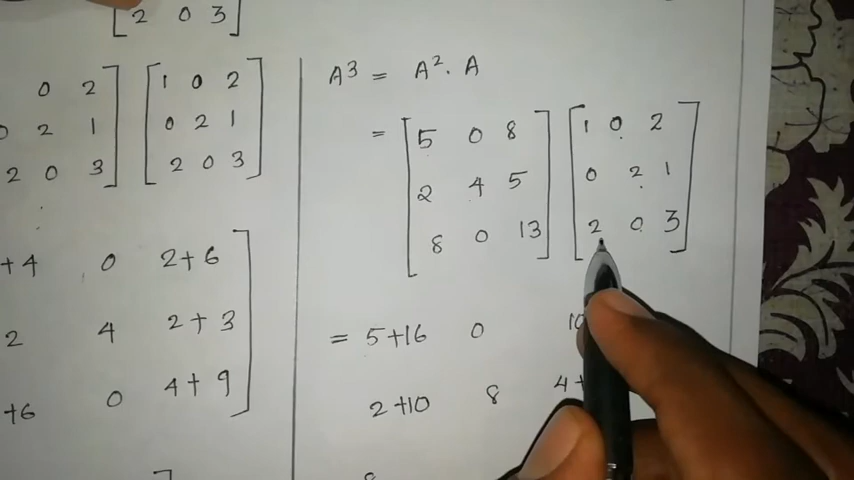 2 0 3
0 2 1 0 2
0 2 1 0 2 1
2 0 3 2 0 3
+4 0 2+6
2 4 2+3
+6 0 4+9
A³ = A². A
= 5 0 8 1 0 2
2 4 5 0 2 1
8 0 13 2 0 3
= 5+16 0 10
2+10 8 4+